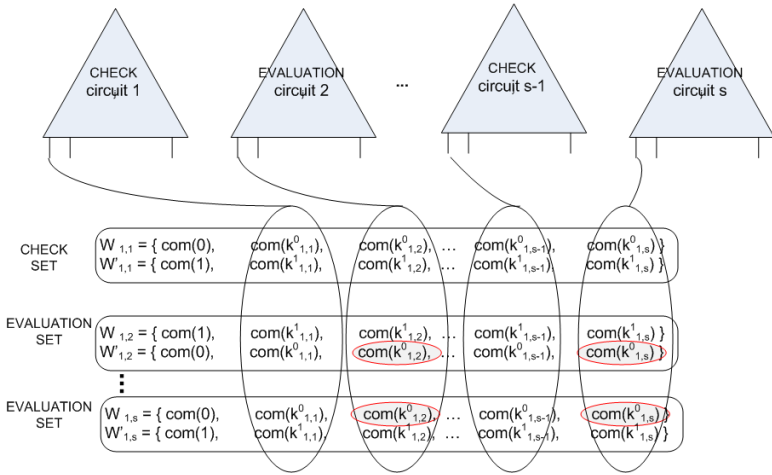 CHECK circuit 1
EVALUATION circuit 2
...
CHECK circuit s-1
EVALUATION circuit s
CHECK SET
W 1,1 = { com(0), com(k⁰1,1), com(k⁰1,2), ... com(k⁰1,s-1), com(k⁰1,s) }
W'1,1 = { com(1), com(k¹1,1), com(k¹1,2), ... com(k¹1,s-1), com(k¹1,s) }
EVALUATION SET
W 1,2 = { com(1), com(k¹1,1), com(k¹1,2), ... com(k¹1,s-1), com(k¹1,s) }
W'1,2 = { com(0), com(k⁰1,1), com(k⁰1,2), ... com(k⁰1,s-1), com(k⁰1,s) }
EVALUATION SET
W 1,s = { com(0), com(k⁰1,1), com(k⁰1,2), ... com(k⁰1,s-1), com(k⁰1,s) }
W'1,s = { com(1), com(k¹1,1), com(k¹1,2), ... com(k¹1,s-1), com(k¹1,s) }